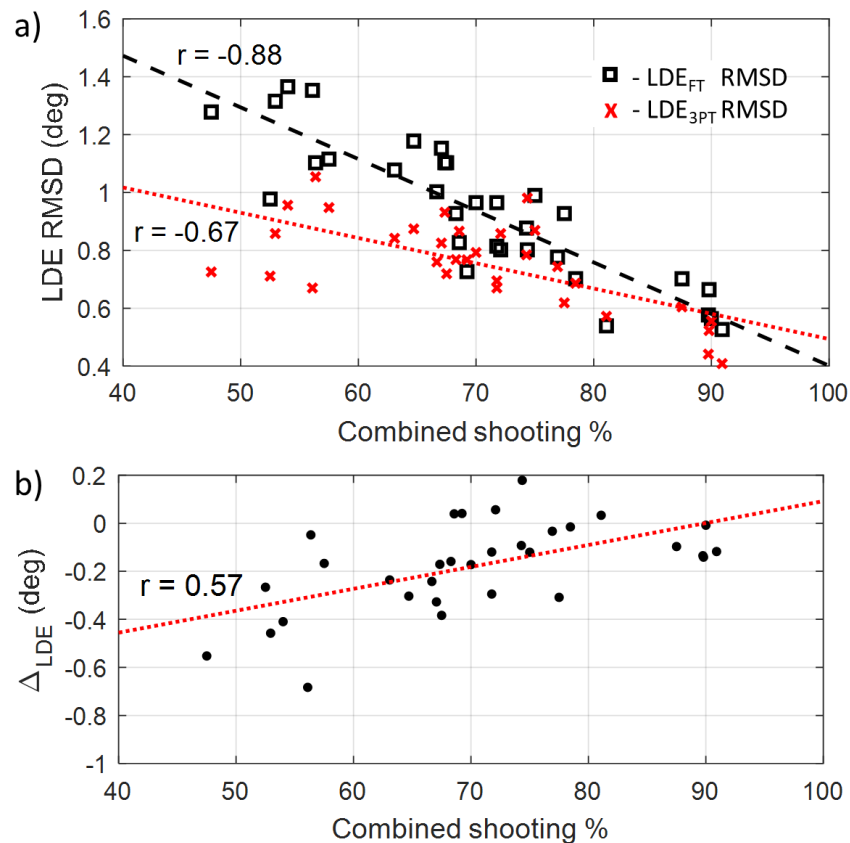 a)
1.6
1.4
1.2
1
0.8
0.6
0.4
LDE RMSD (deg)
r = -0.88
- LDE_FT RMSD
- LDE_3PT RMSD
r = -0.67
40 50 60 70 80 90 100
Combined shooting %
b)
0.2
0
-0.2
-0.4
-0.6
-0.8
-1
Δ_LDE (deg)
r = 0.57
40 50 60 70 80 90 100
Combined shooting %